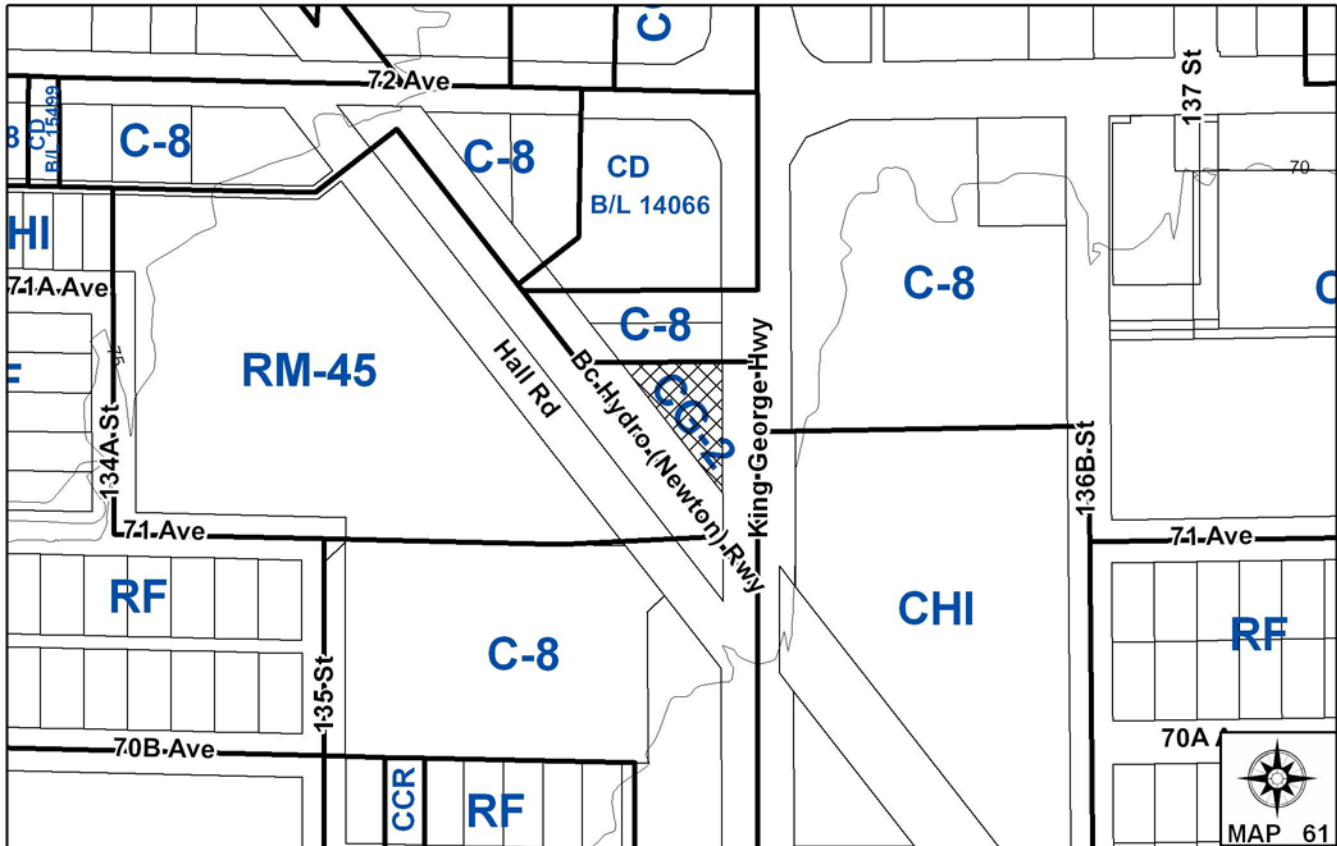 72 Ave
137 St
CD
B/L 15499
8
C-8
C-8
CD
B/L 14066
70
HI
71A Ave
75
RM-45
C-8
C-8
Hall Rd
Bc Hydro (Newton) Rwy
CG-2
King George Hwy
134A St
136B St
71 Ave
71 Ave
RF
C-8
CHI
RF
135 St
70B Ave
70A A
CCR
RF
MAP 61